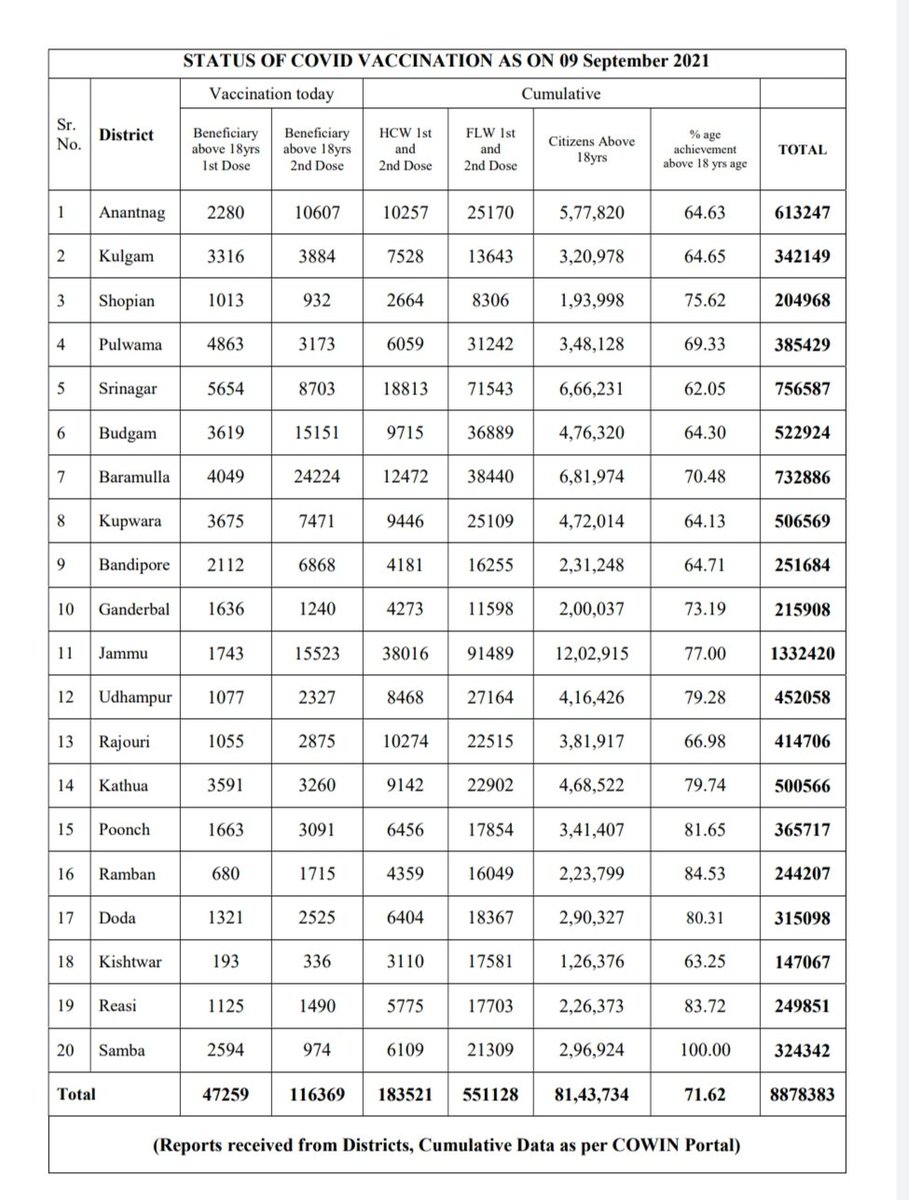 STATUS OF COVID VACCINATION AS ON 09 September 2021
Sr. No. District Vaccination today Cumulative
Beneficiary above 18yrs 1st Dose Beneficiary above 18yrs 2nd Dose HCW 1st and 2nd Dose FLW 1st and 2nd Dose Citizens Above 18yrs % age achievement above 18 yrs age TOTAL
1 Anantnag 2280 10607 10257 25170 5,77,820 64.63 613247
2 Kulgam 3316 3884 7528 13643 3,20,978 64.65 342149
3 Shopian 1013 932 2664 8306 1,93,998 75.62 204968
4 Pulwama 4863 3173 6059 31242 3,48,128 69.33 385429
5 Srinagar 5654 8703 18813 71543 6,66,231 62.05 756587
6 Budgam 3619 15151 9715 36889 4,76,320 64.30 522924
7 Baramulla 4049 24224 12472 38440 6,81,974 70.48 732886
8 Kupwara 3675 7471 9446 25109 4,72,014 64.13 506569
9 Bandipore 2112 6868 4181 16255 2,31,248 64.71 251684
10 Ganderbal 1636 1240 4273 11598 2,00,037 73.19 215908
11 Jammu 1743 15523 38016 91489 12,02,915 77.00 1332420
12 Udhampur 1077 2327 8468 27164 4,16,426 79.28 452058
13 Rajouri 1055 2875 10274 22515 3,81,917 66.98 414706
14 Kathua 3591 3260 9142 22902 4,68,522 79.74 500566
15 Poonch 1663 3091 6456 17854 3,41,407 81.65 365717
16 Ramban 680 1715 4359 16049 2,23,799 84.53 244207
17 Doda 1321 2525 6404 18367 2,90,327 80.31 315098
18 Kishtwar 193 336 3110 17581 1,26,376 63.25 147067
19 Reasi 1125 1490 5775 17703 2,26,373 83.72 249851
20 Samba 2594 974 6109 21309 2,96,924 100.00 324342
Total 47259 116369 183521 551128 81,43,734 71.62 8878383
(Reports received from Districts, Cumulative Data as per COWIN Portal)